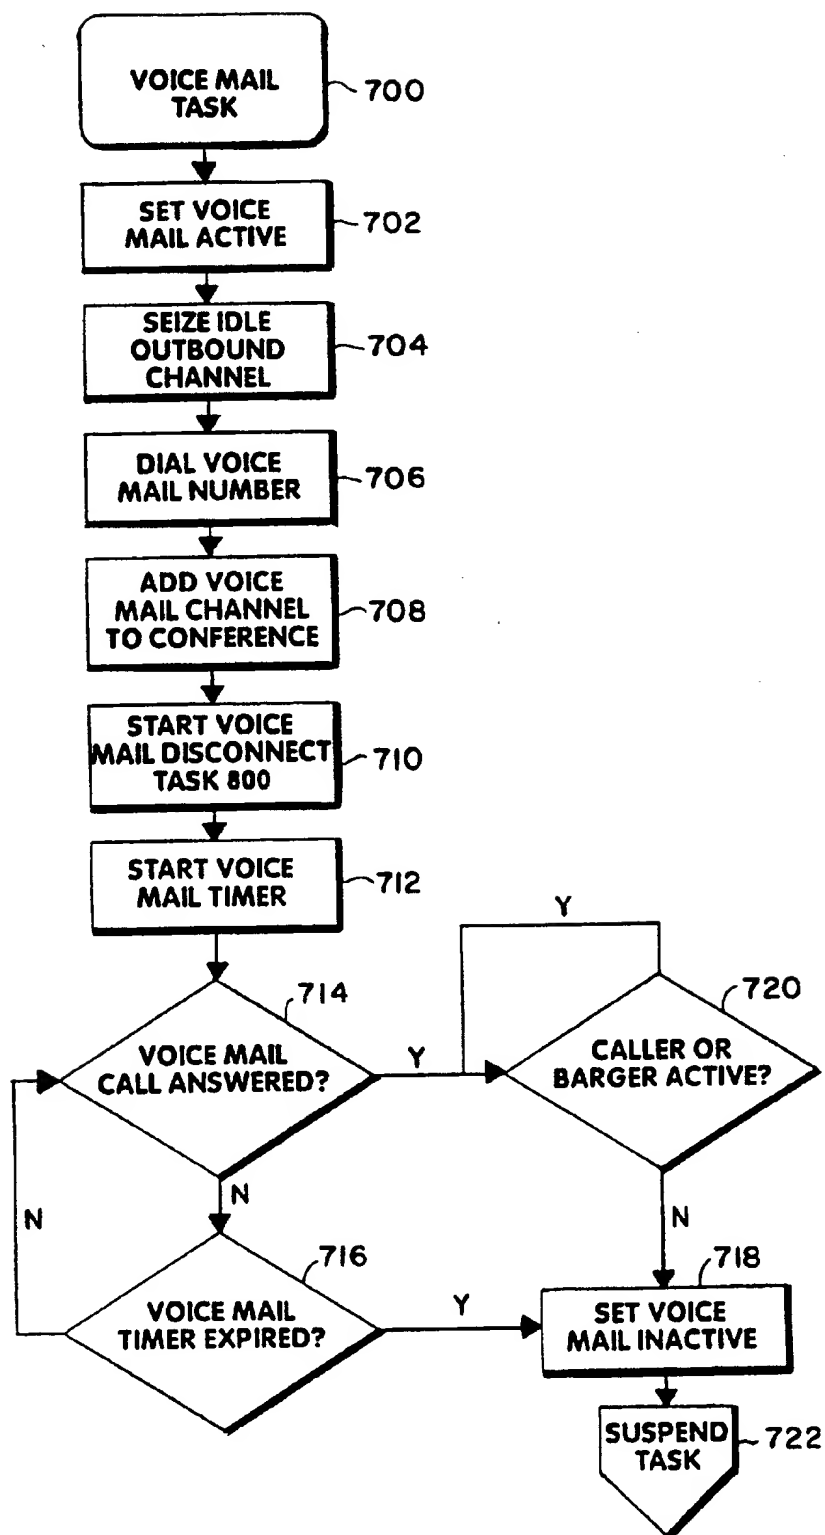 VOICE MAIL
TASK
700
SET VOICE
MAIL ACTIVE
702
SEIZE IDLE
OUTBOUND
CHANNEL
704
DIAL VOICE
MAIL NUMBER
706
ADD VOICE
MAIL CHANNEL
TO CONFERENCE
708
START VOICE
MAIL DISCONNECT
TASK 800
710
START VOICE
MAIL TIMER
712
Y
714
720
VOICE MAIL
CALL ANSWERED?
Y
CALLER OR
BARGER ACTIVE?
N
N
N
716
718
VOICE MAIL
TIMER EXPIRED?
Y
SET VOICE
MAIL INACTIVE
SUSPEND
TASK
722